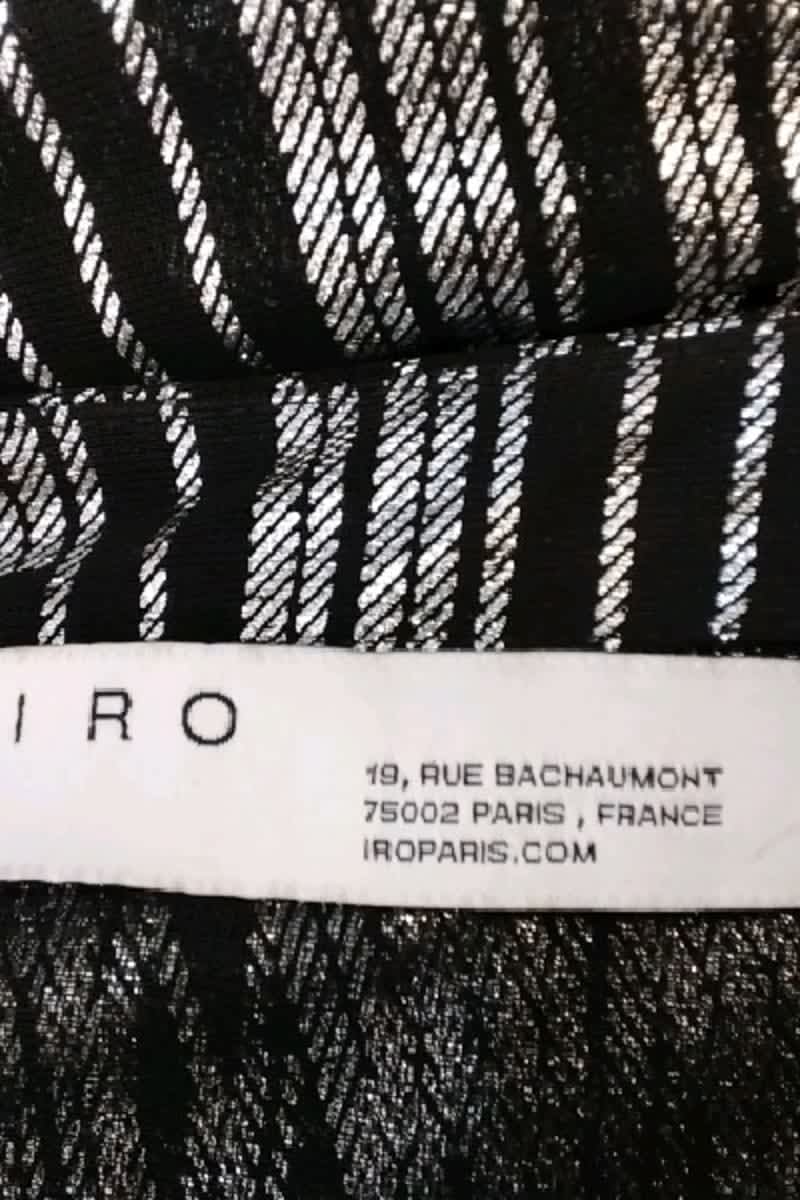 IRO
19, RUE BACHAUMONT
75002 PARIS , FRANCE
IROPARIS.COM